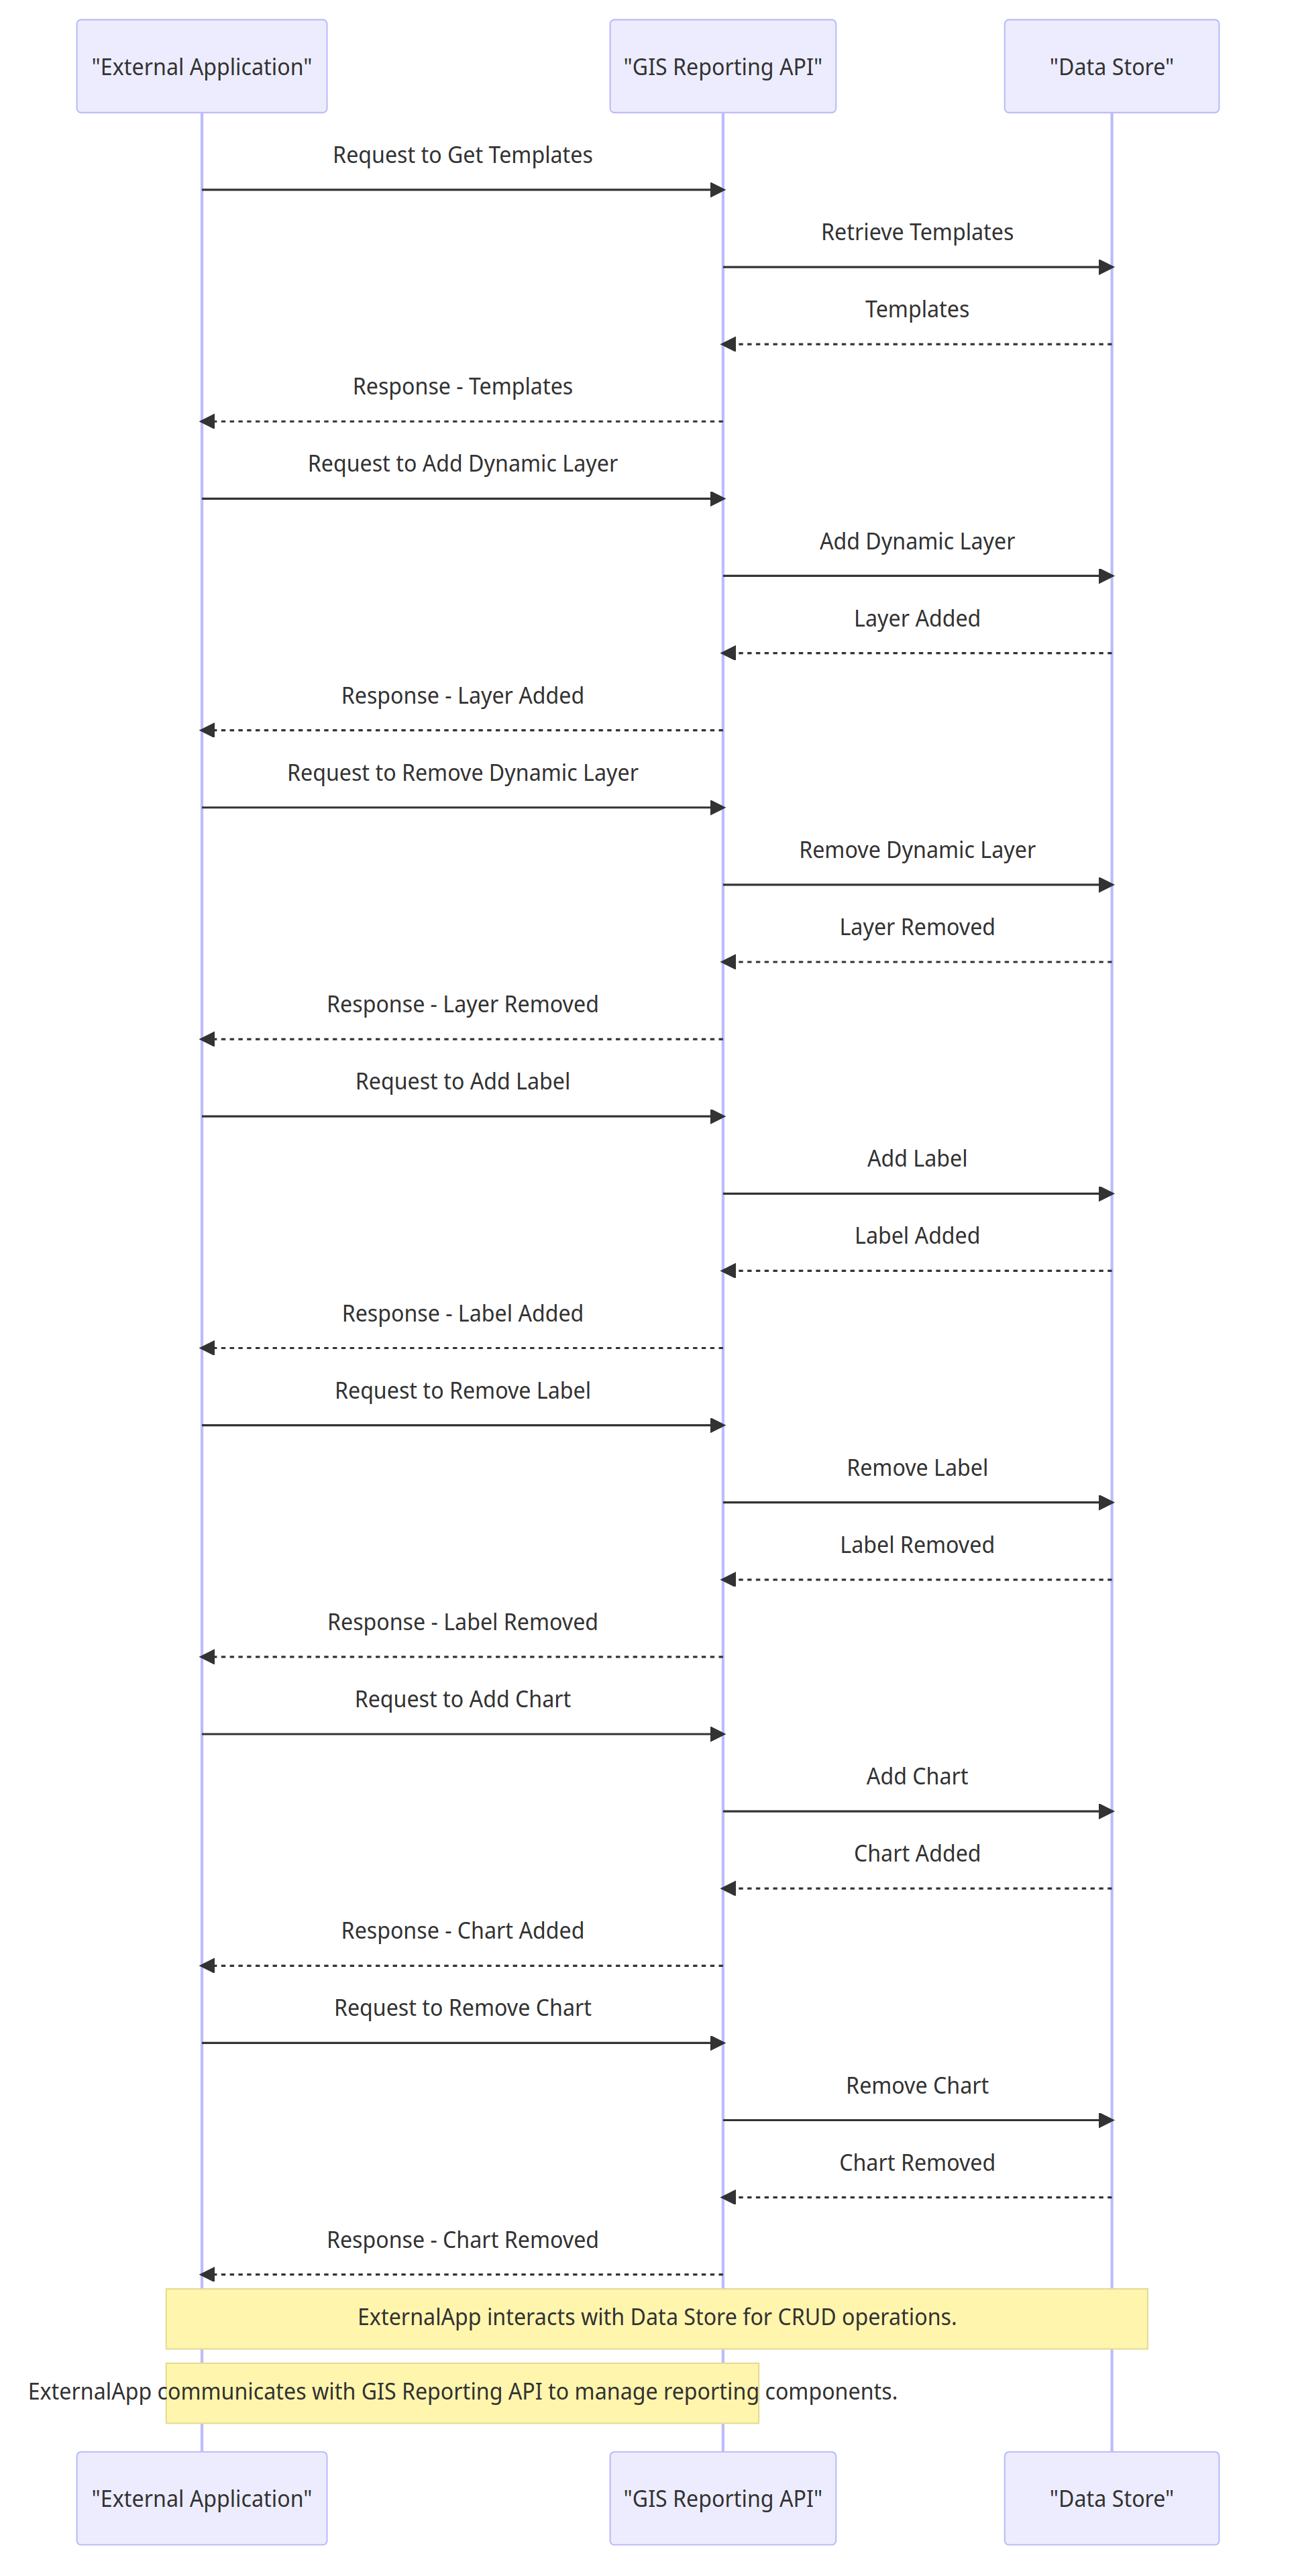 "External Application"
"GIS Reporting API"
"Data Store"
Request to Get Templates
Retrieve Templates
Templates
Response - Templates
Request to Add Dynamic Layer
Add Dynamic Layer
Layer Added
Response - Layer Added
Request to Remove Dynamic Layer
Remove Dynamic Layer
Layer Removed
Response - Layer Removed
Request to Add Label
Add Label
Label Added
Response - Label Added
Request to Remove Label
Remove Label
Label Removed
Response - Label Removed
Request to Add Chart
Add Chart
Chart Added
Response - Chart Added
Request to Remove Chart
Remove Chart
Chart Removed
Response - Chart Removed
ExternalApp interacts with Data Store for CRUD operations.
ExternalApp communicates with GIS Reporting API to manage reporting components.
"External Application"
"GIS Reporting API"
"Data Store"